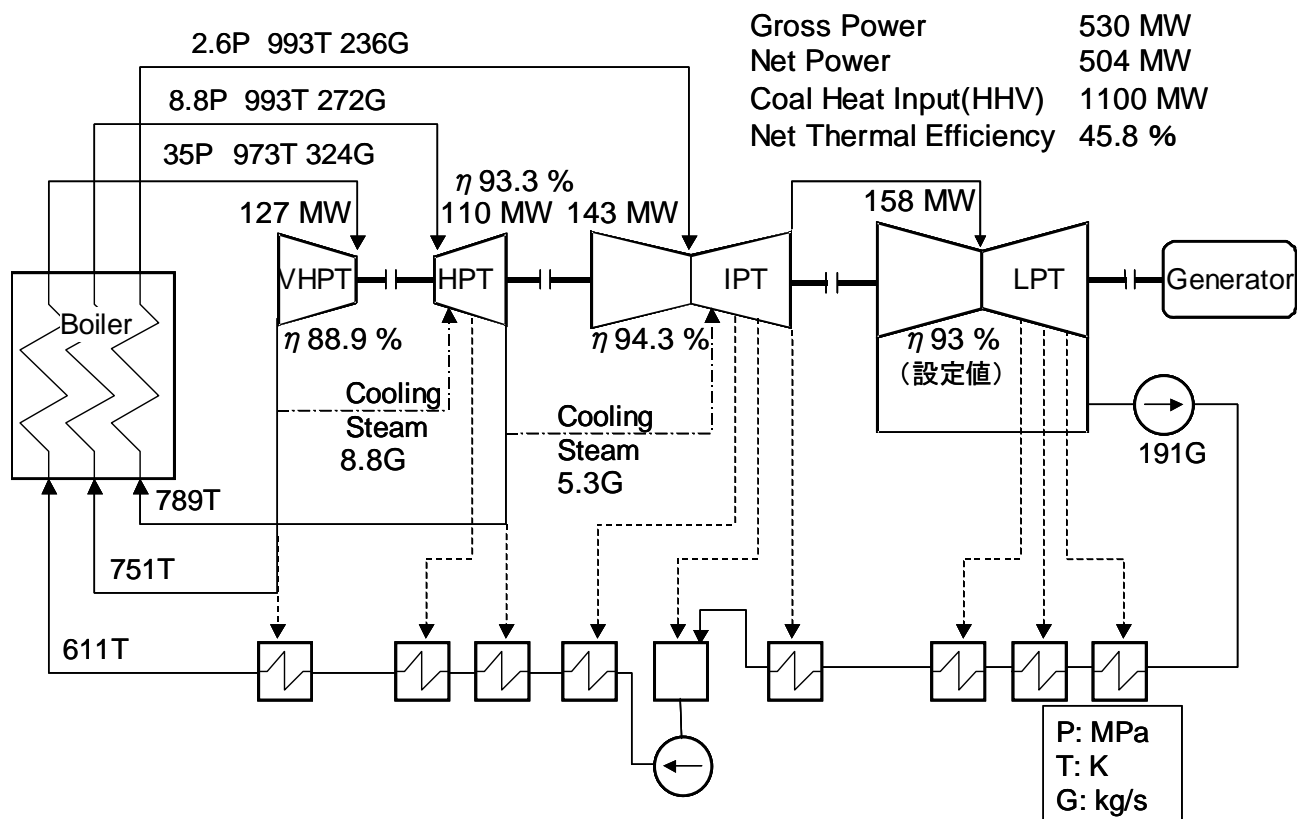 Gross Power 530 MW
Net Power 504 MW
Coal Heat Input(HHV) 1100 MW
Net Thermal Efficiency 45.8 %
2.6P 993T 236G
8.8P 993T 272G
35P 973T 324G
η 93.3 %
127 MW
110 MW
143 MW
158 MW
Boiler
VHPT
HPT
IPT
LPT
Generator
η 88.9 %
η 94.3 %
η 93 %
(設定値)
Cooling
Steam
8.8G
Cooling
Steam
5.3G
191G
789T
751T
611T
P: MPa
T: K
G: kg/s